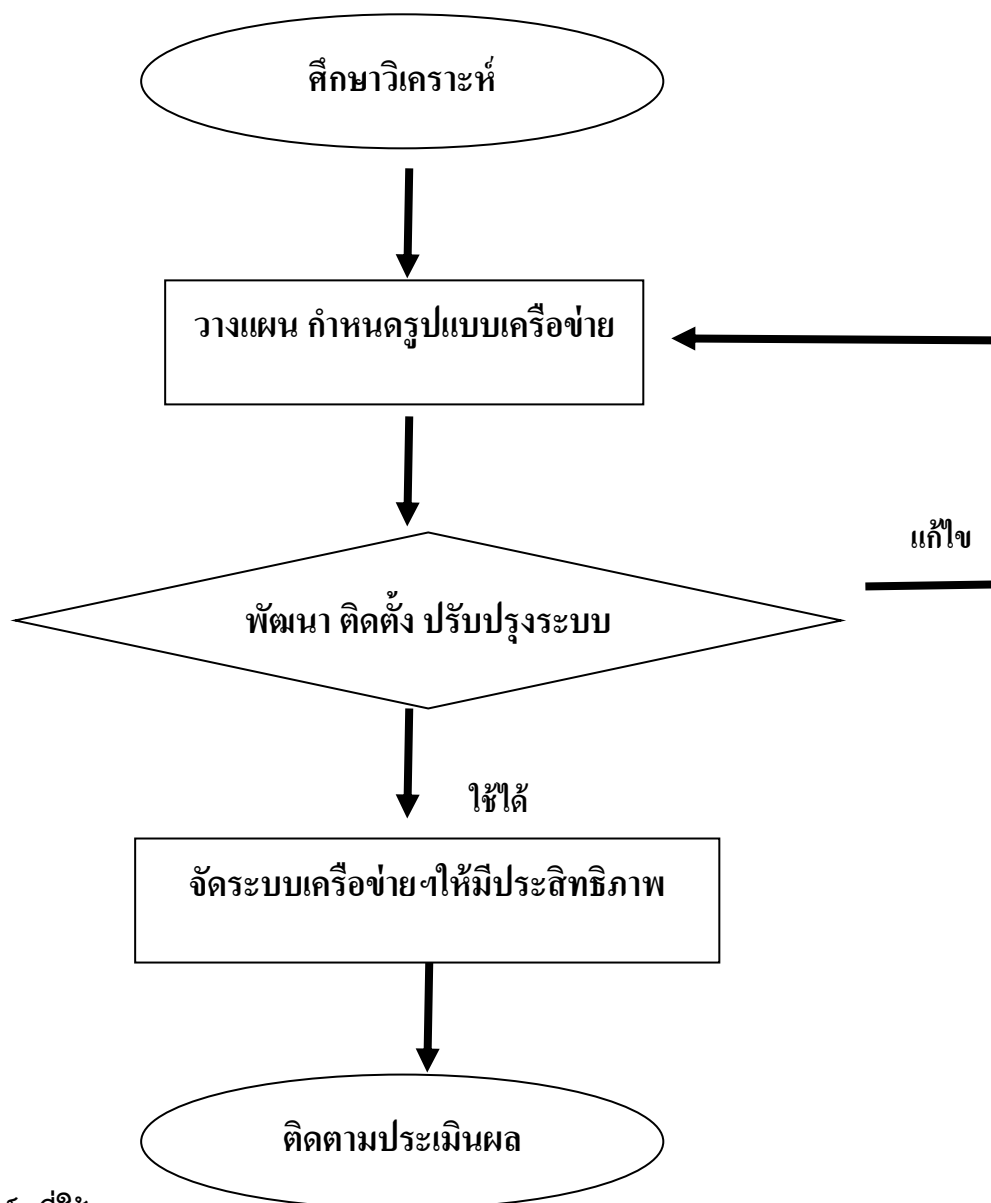 ศึกษาวิเคราะห์
วางแผน กำหนดรูปแบบเครือข่าย
แก้ไข
พัฒนา ติดตั้ง ปรับปรุงระบบ
ใช้ได้
จัดระบบเครือข่ายฯให้มีประสิทธิภาพ
ติดตามประเมินผล
ที่ใช้